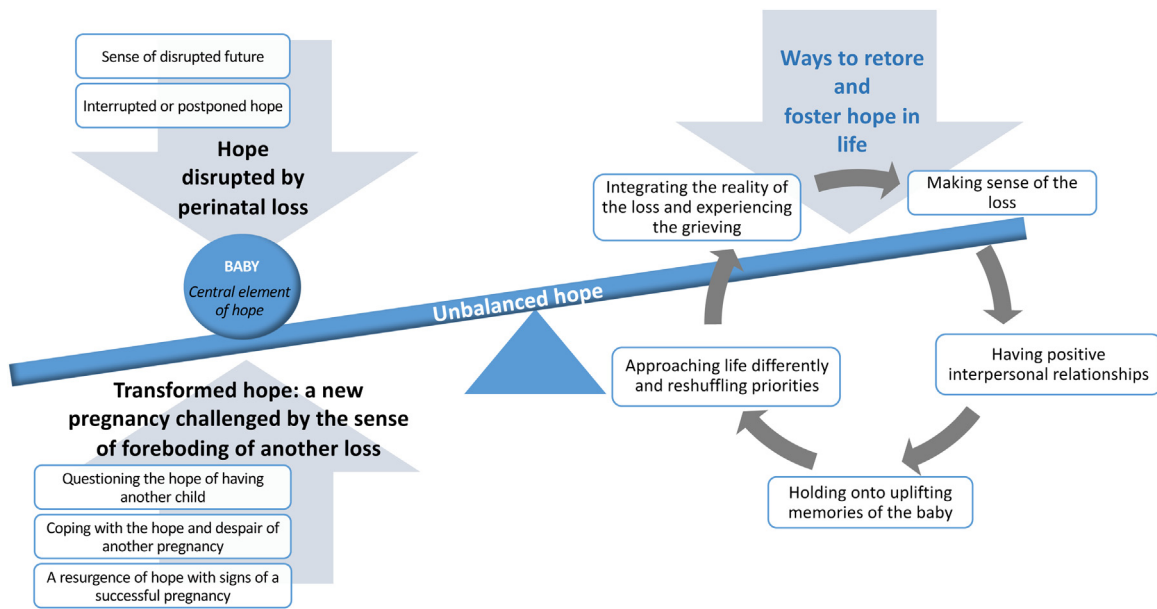 Sense of disrupted future
Interrupted or postponed hope
Hope
disrupted by
perinatal loss
BABY
Central element
of hope
Unbalanced hope
Transformed hope: a new
pregnancy challenged by the sense
of foreboding of another loss
Questioning the hope of having
another child
Coping with the hope and despair of
another pregnancy
A resurgence of hope with signs of a
successful pregnancy
Ways to retore
and
foster hope in
life
Integrating the reality of
the loss and experiencing
the grieving
Making sense of the
loss
Having positive
interpersonal relationships
Holding onto uplifting
memories of the baby
Approaching life differently
and reshuffling priorities